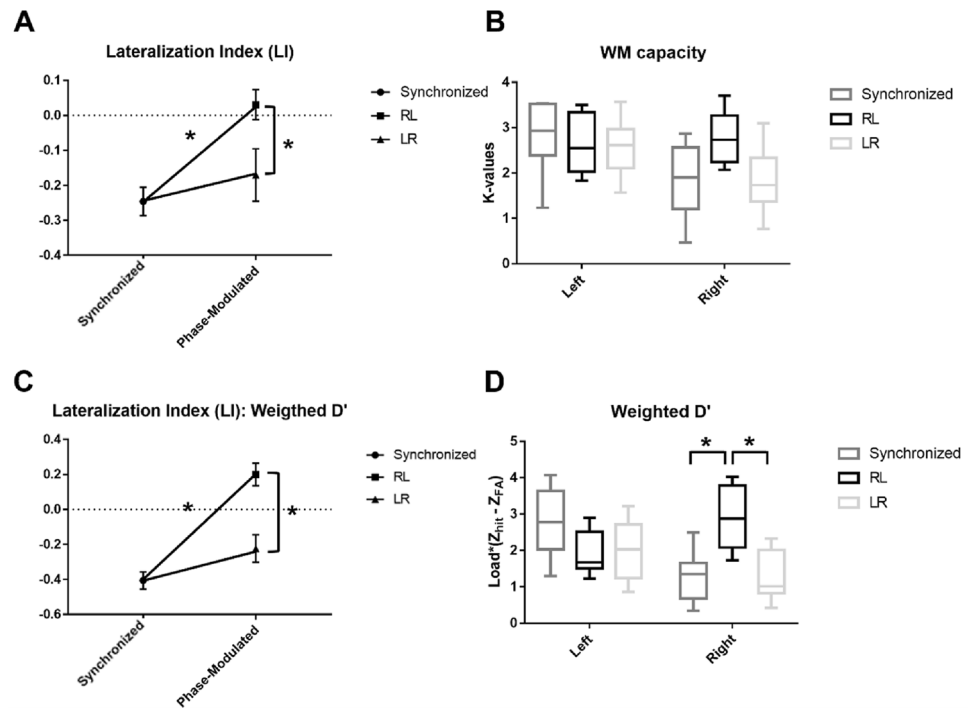 A
Lateralization Index (LI)
0.1
0.0
-0.1
-0.2
-0.3
-0.4
*
*
Synchronized
Phase-Modulated
Synchronized
RL
LR
B
WM capacity
K-values
4
3
2
1
0
Left
Right
Synchronized
RL
LR
C
Lateralization Index (LI): Weigthed D'
0.4
0.2
0.0
-0.2
-0.4
-0.6
*
*
Synchronized
Phase-Modulated
Synchronized
RL
LR
D
Weighted D'
Load*(Zhit - ZFA)
5
4
3
2
1
0
*
*
Left
Right
Synchronized
RL
LR